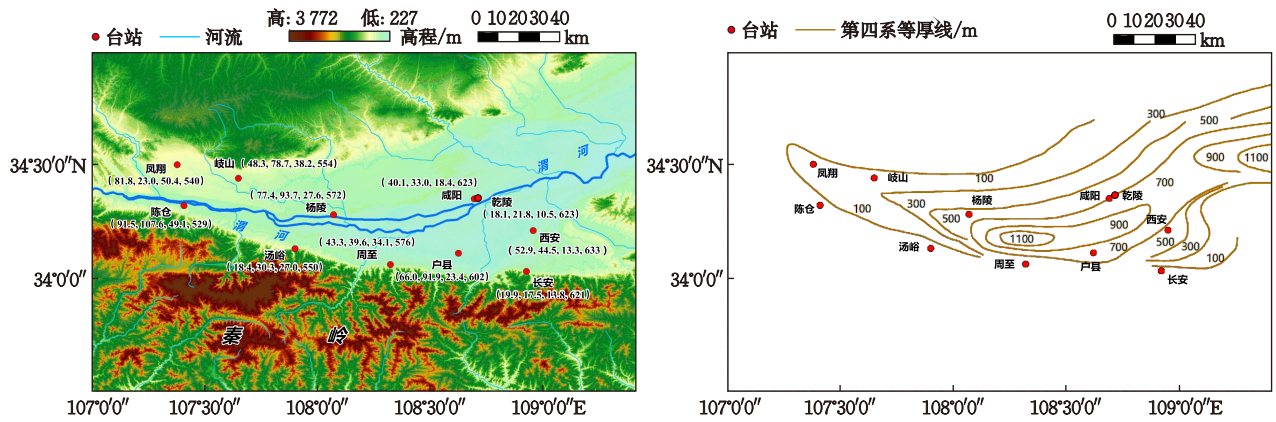 高: 3 772 低: 227
0 10203040
台站 河流 高程/m km
34°30′0″N
34°0′0″
107°0′0″ 107°30′0″ 108°0′0″ 108°30′0″ 109°0′0″E
凤翔
(81.8, 23.0, 50.4, 540)
岐山 (48.3, 78.7, 38.2, 554)
(77.4, 93.7, 27.6, 572)
杨陵
(40.1, 33.0, 18.4, 623)
咸阳
乾陵
(18.1, 21.8, 10.5, 623)
渭 河
陈仓
(91.5, 107.6, 49.1, 529)
渭 河
西安
(52.9, 44.5, 13.3, 633)
(43.3, 39.6, 34.1, 576)
汤峪
(18.4, 30.3, 27.0, 550)
周至
户县
(66.0, 91.9, 23.4, 602)
长安
(19.9, 17.5, 13.8, 621)
秦 岭
0 10203040
台站 第四系等厚线/m km
34°30′0″N
34°0′0″
107°0′0″ 107°30′0″ 108°0′0″ 108°30′0″ 109°0′0″E
300
500
900 1100
凤翔
岐山
100
700
陈仓
100
300
杨陵
500
咸阳 乾陵
西安
900
汤峪
1100
700
500 300
周至
户县
100
长安